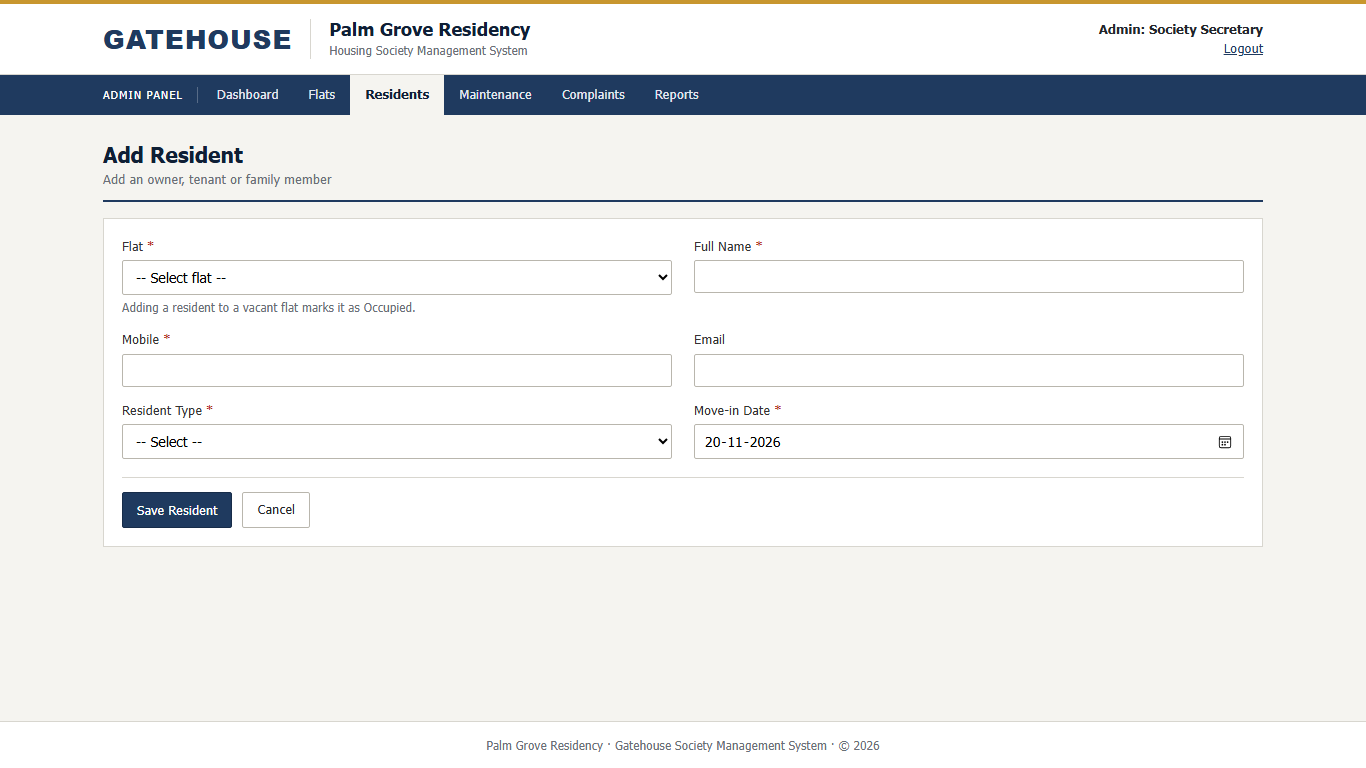 GATEHOUSE
Palm Grove Residency
Housing Society Management System
Admin: Society Secretary
Logout
ADMIN PANEL
Dashboard
Flats
Residents
Maintenance
Complaints
Reports
Add Resident
Add an owner, tenant or family member
Flat *
Full Name *
-- Select flat --
Adding a resident to a vacant flat marks it as Occupied.
Mobile *
Email
Resident Type *
Move-in Date *
-- Select --
20-11-2026
Save Resident
Cancel
Palm Grove Residency · Gatehouse Society Management System · © 2026